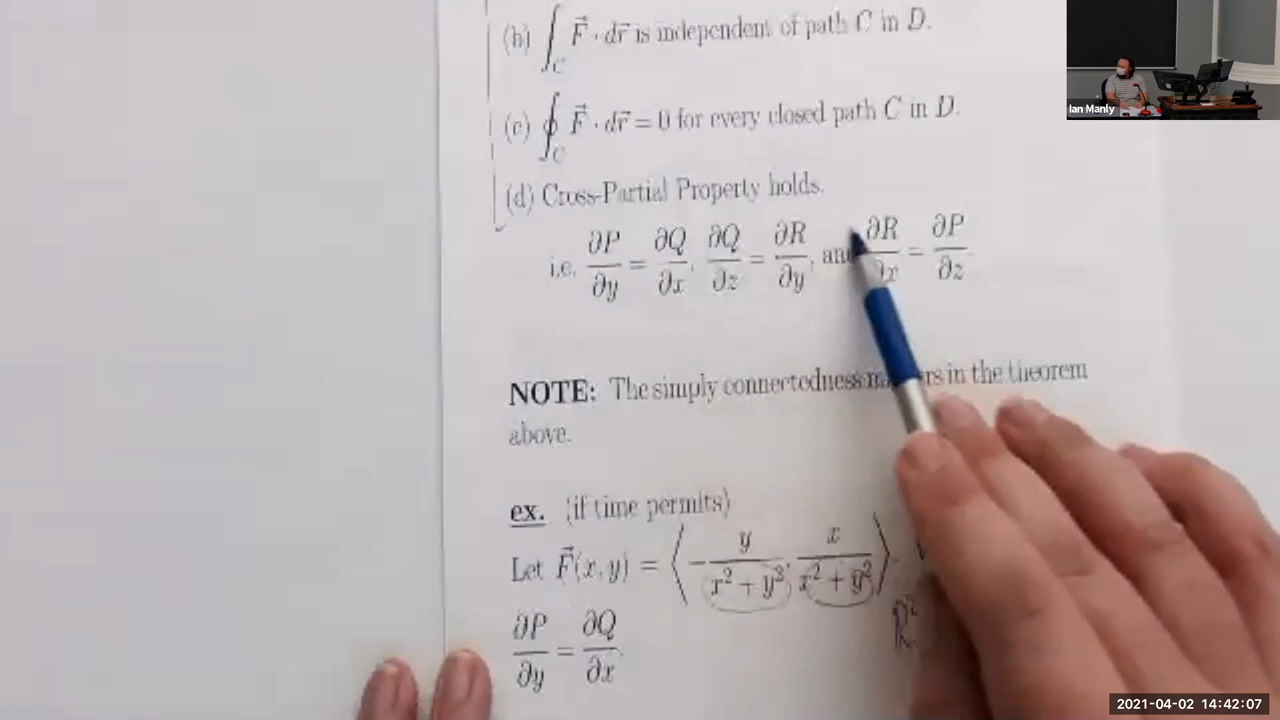 (b) ∫_C F⃗ · dr⃗ is independent of path C in D.
(c) ∮_C F⃗ · dr⃗ = 0 for every closed path C in D.
(d) Cross-Partial Property holds.
i.e. ∂P/∂y = ∂Q/∂x, ∂Q/∂z = ∂R/∂y, and ∂R/∂x = ∂P/∂z
NOTE: The simply connectedness in the theorem
above.
ex. (if time permits)
Let F⃗(x, y) = ⟨−y/(x² + y²), x/(x² + y²)⟩.
∂P/∂y = ∂Q/∂x
Ian Manly
2021-04-02 14:42:07